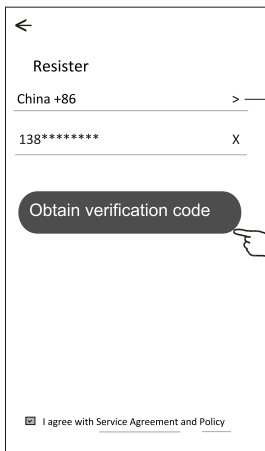 Resister
China +86 >
138******** X
Obtain verification code
I agree with Service Agreement and Policy